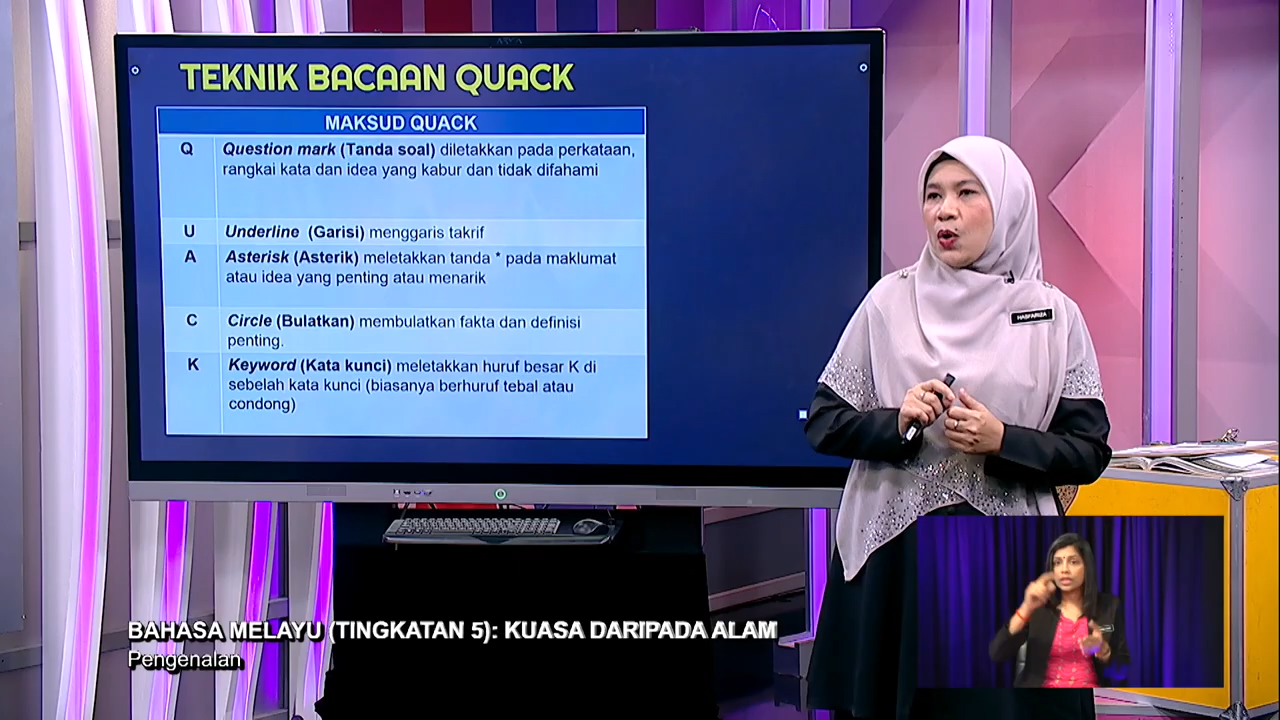 TEKNIK BACAAN QUACK
MAKSUD QUACK
Q Question mark (Tanda soal) diletakkan pada perkataan,
rangkai kata dan idea yang kabur dan tidak difahami
U Underline (Garisi) menggaris takrif
A Asterisk (Asterik) meletakkan tanda * pada maklumat
atau idea yang penting atau menarik
C Circle (Bulatkan) membulatkan fakta dan definisi
penting.
K Keyword (Kata kunci) meletakkan huruf besar K di
sebelah kata kunci (biasanya berhuruf tebal atau
condong)
HASFARIZA
BAHASA MELAYU (TINGKATAN 5): KUASA DARIPADA ALAM
Pengenalan